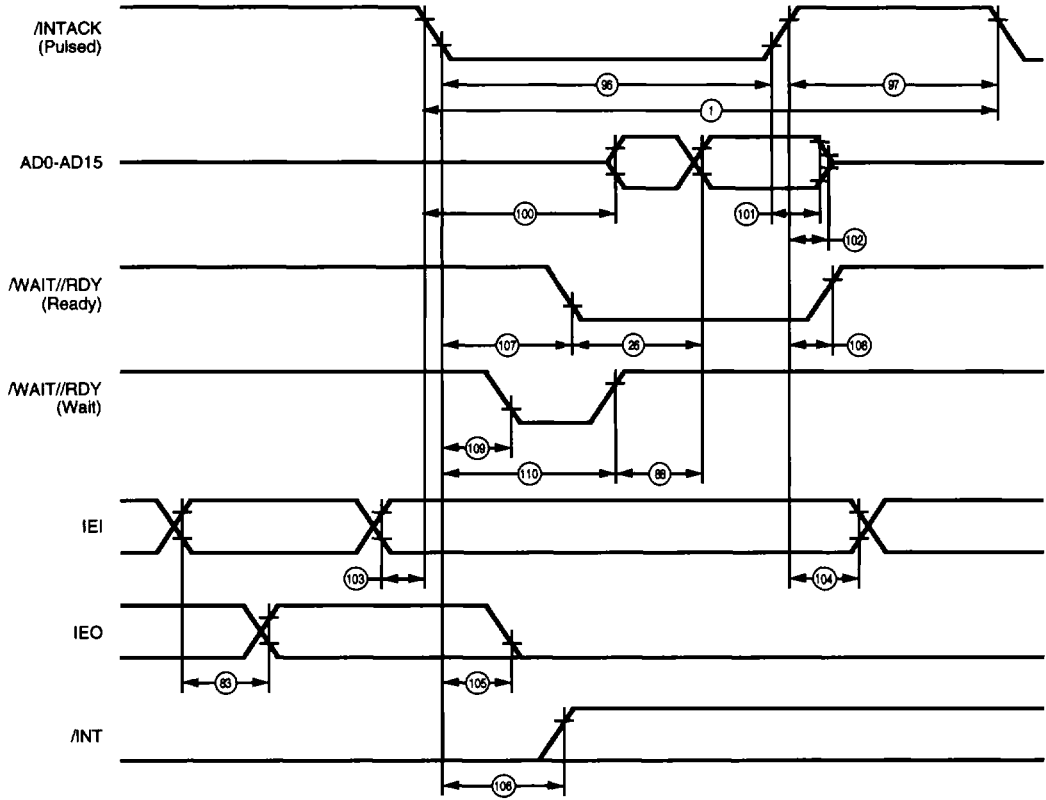 /INTACK
(Pulsed)
96
97
1
AD0-AD15
100
101
102
/WAIT//RDY
(Ready)
107
26
108
/WAIT//RDY
(Wait)
109
110
88
IEI
103
104
IEO
83
105
/INT
106